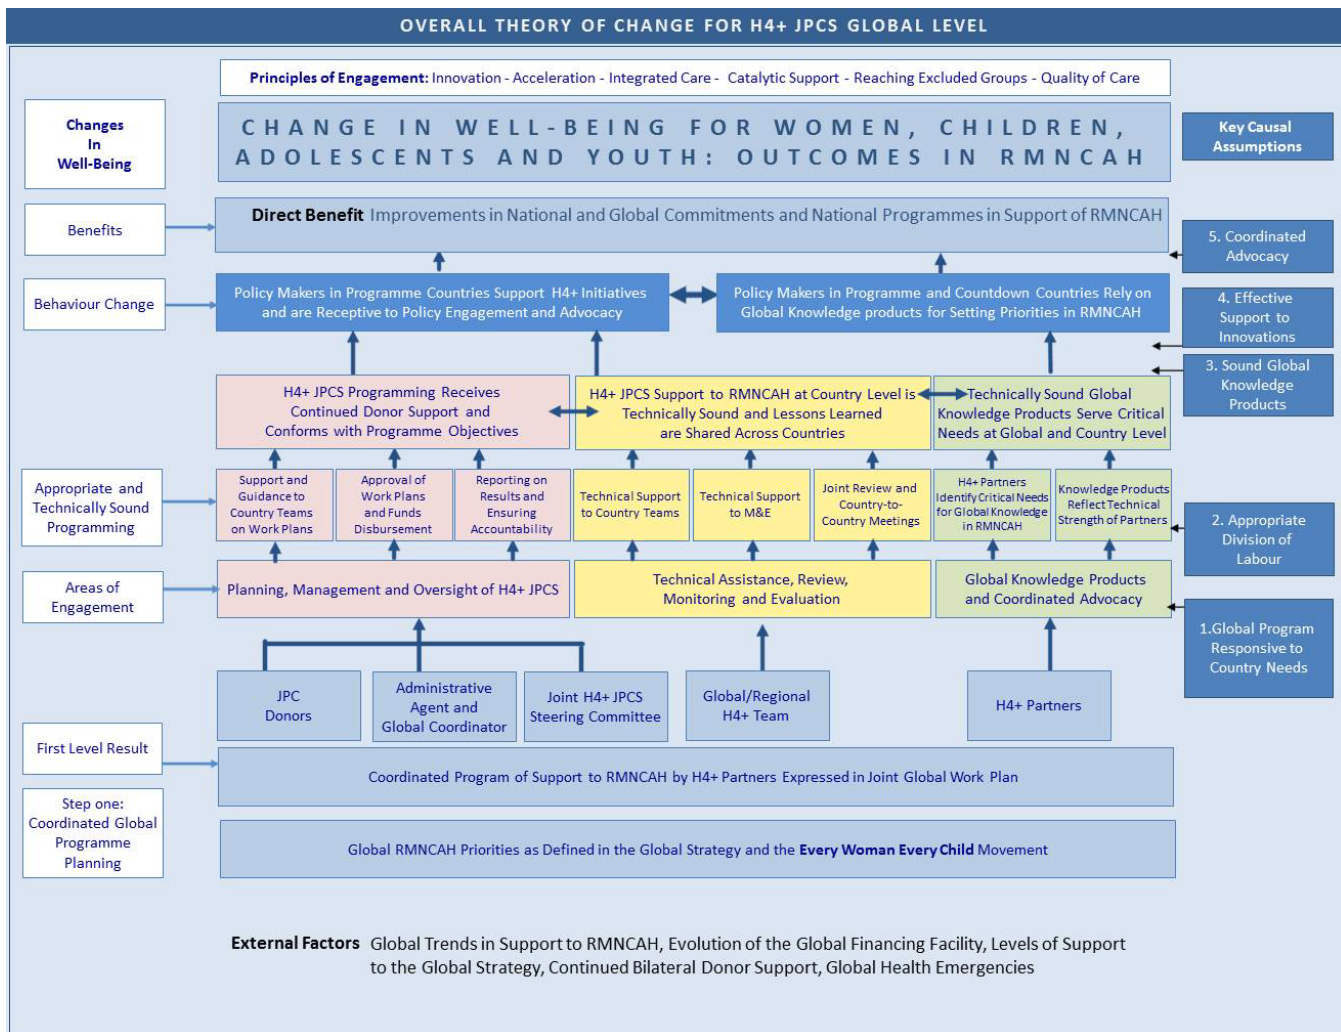 OVERALL THEORY OF CHANGE FOR H4+ JPCS GLOBAL LEVEL
Principles of Engagement: Innovation - Acceleration - Integrated Care - Catalytic Support - Reaching Excluded Groups - Quality of Care
Changes
In
Well-Being
CHANGE IN WELL-BEING FOR WOMEN, CHILDREN,
ADOLESCENTS AND YOUTH: OUTCOMES IN RMNCAH
Key Causal
Assumptions
Benefits
Direct Benefit Improvements in National and Global Commitments and National Programmes in Support of RMNCAH
5. Coordinated
Advocacy
Behaviour Change
Policy Makers in Programme Countries Support H4+ Initiatives
and are Receptive to Policy Engagement and Advocacy
Policy Makers in Programme and Countdown Countries Rely on
Global Knowledge products for Setting Priorities in RMNCAH
4. Effective
Support to
Innovations
3. Sound Global
Knowledge
Products
H4+ JPCS Programming Receives
Continued Donor Support and
Conforms with Programme Objectives
H4+ JPCS Support to RMNCAH at Country Level is
Technically Sound and Lessons Learned
are Shared Across Countries
Technically Sound Global
Knowledge Products Serve Critical
Needs at Global and Country Level
Appropriate and
Technically Sound
Programming
Support and
Guidance to
Country Teams
on Work Plans
Approval of
Work Plans
and Funds
Disbursement
Reporting on
Results and
Ensuring
Accountability
Technical Support
to Country Teams
Technical Support
to M&E
Joint Review and
Country-to-
Country Meetings
H4+ Partners
Identify Critical Needs
for Global Knowledge
in RMNCAH
Knowledge Products
Reflect Technical
Strength of Partners
2. Appropriate
Division of
Labour
Areas of
Engagement
Planning, Management and Oversight of H4+ JPCS
Technical Assistance, Review,
Monitoring and Evaluation
Global Knowledge Products
and Coordinated Advocacy
1.Global Program
Responsive to
Country Needs
JPC
Donors
Administrative
Agent and
Global Coordinator
Joint H4+ JPCS
Steering Committee
Global/Regional
H4+ Team
H4+ Partners
First Level Result
Coordinated Program of Support to RMNCAH by H4+ Partners Expressed in Joint Global Work Plan
Step one:
Coordinated Global
Programme
Planning
Global RMNCAH Priorities as Defined in the Global Strategy and the Every Woman Every Child Movement
External Factors Global Trends in Support to RMNCAH, Evolution of the Global Financing Facility, Levels of Support
to the Global Strategy, Continued Bilateral Donor Support, Global Health Emergencies